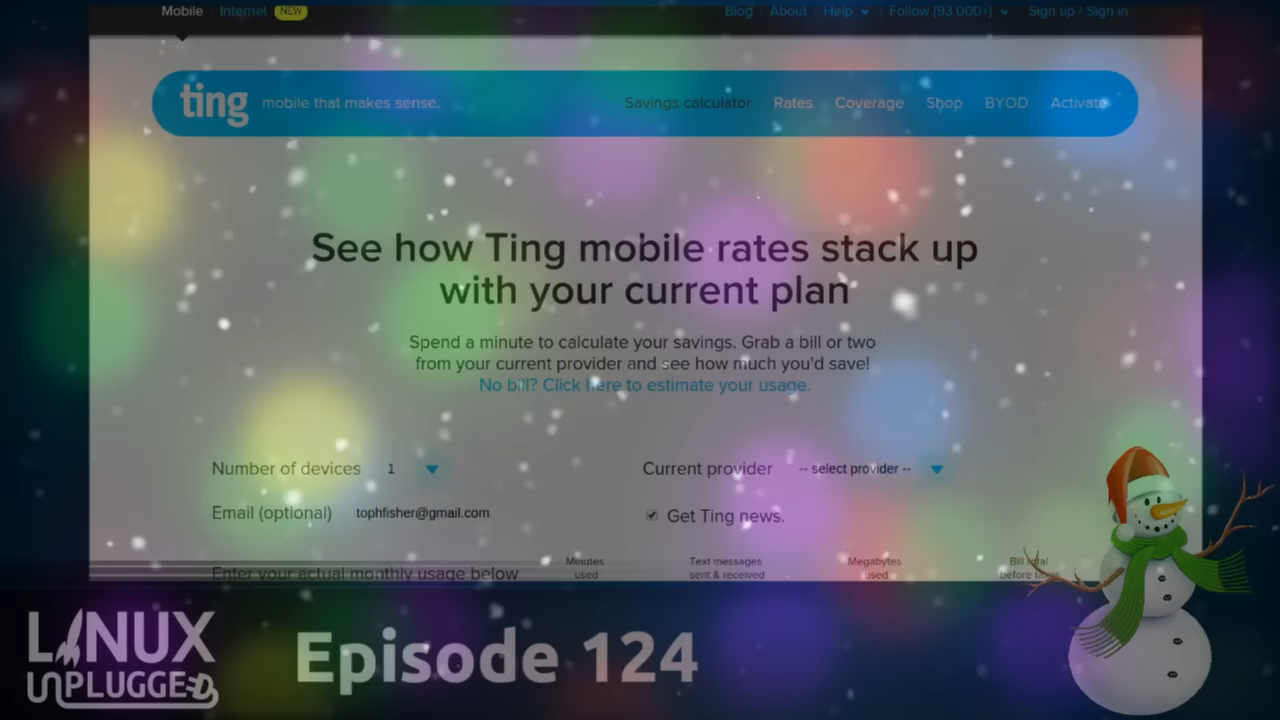 Mobile Internet NEW Blog About Help Follow (93,000+) Sign up / Sign in
ting mobile that makes sense. Savings calculator Rates Coverage Shop BYOD Activate
See how Ting mobile rates stack up
with your current plan
Spend a minute to calculate your savings. Grab a bill or two
from your current provider and see how much you'd save!
No bill? Click here to estimate your usage.
Number of devices 1 Current provider -- select provider --
Email (optional) tophfisher@gmail.com Get Ting news.
Enter your actual monthly usage below
Minutes
used
Text messages
sent & received
Megabytes
used
Bill total
before taxes
LINUX
UNPLUGGED
Episode 124